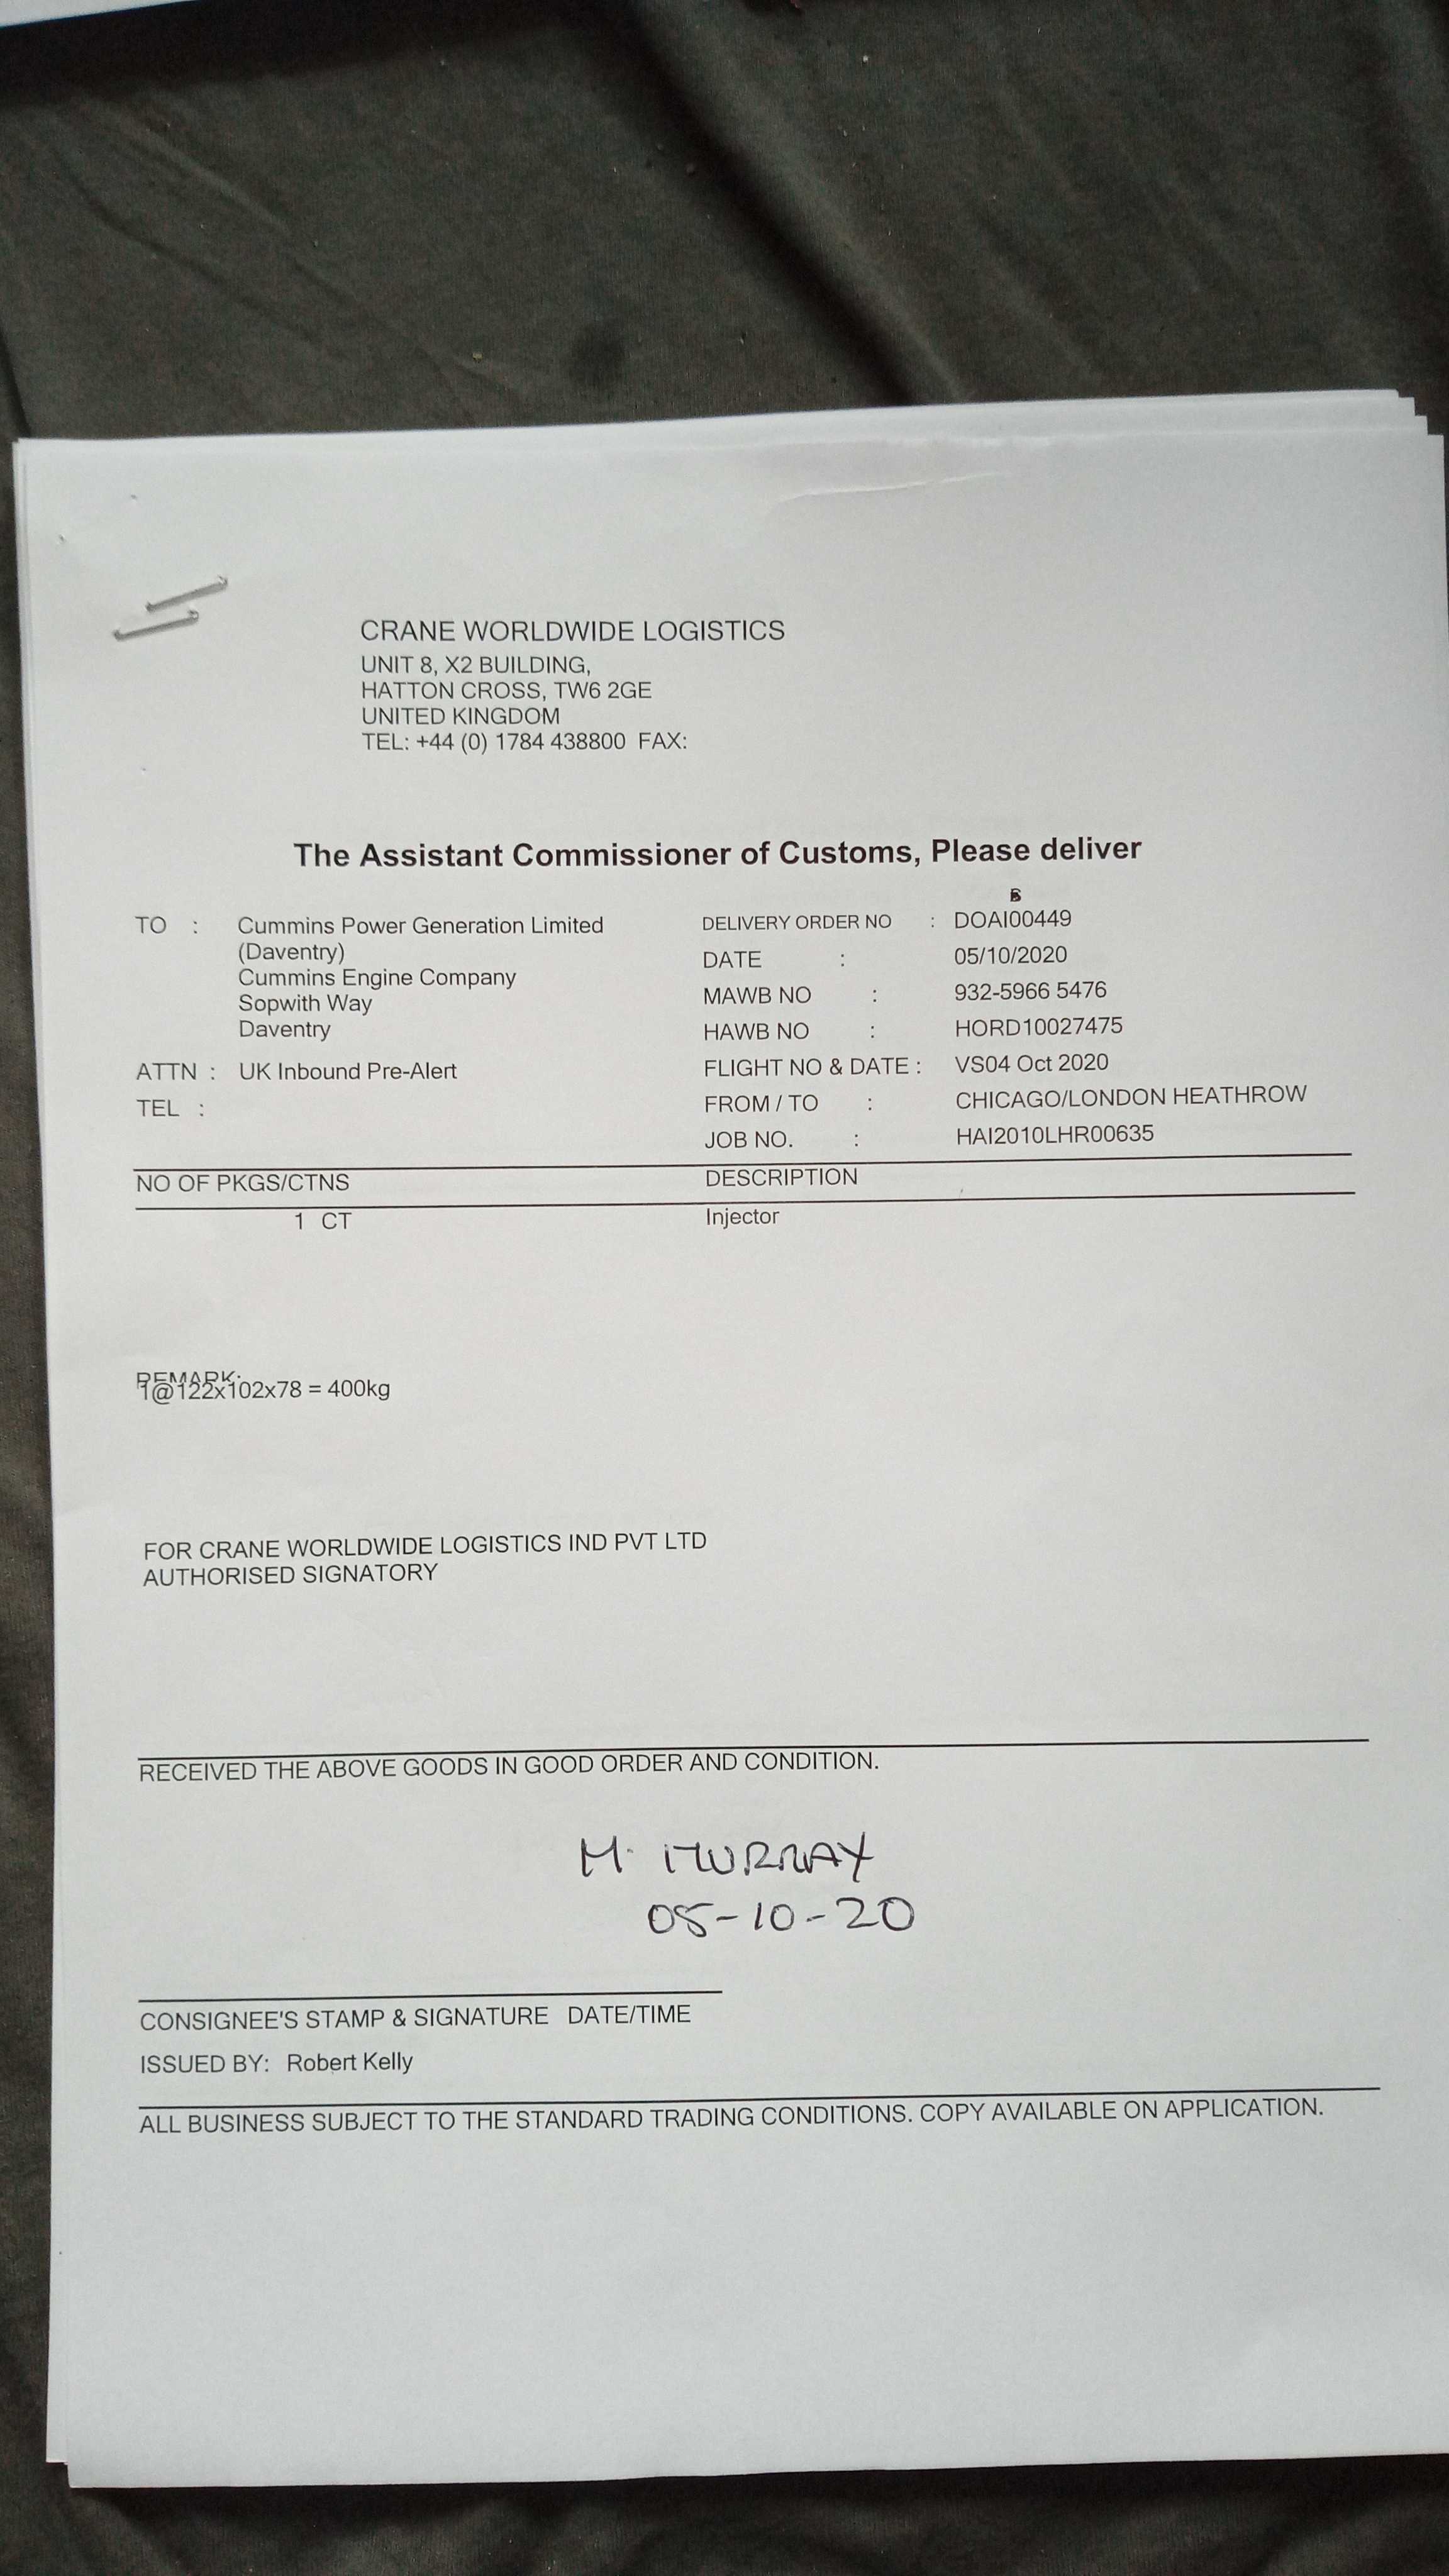 CRANE WORLDWIDE LOGISTICS
UNIT 8, X2 BUILDING,
HATTON CROSS, TW6 2GE
UNITED KINGDOM
TEL: +44 (0) 1784 438800 FAX:
The Assistant Commissioner of Customs, Please deliver
TO : Cummins Power Generation Limited
(Daventry)
Cummins Engine Company
Sopwith Way
Daventry
ATTN : UK Inbound Pre-Alert
TEL :
DELIVERY ORDER NO : DOAI00449
DATE : 05/10/2020
MAWB NO : 932-5966 5476
HAWB NO : HORD10027475
FLIGHT NO & DATE : VS04 Oct 2020
FROM / TO : CHICAGO/LONDON HEATHROW
JOB NO. : HAI2010LHR00635
NO OF PKGS/CTNS DESCRIPTION
1 CT Injector
REMARK:
1@122x102x78 = 400kg
FOR CRANE WORLDWIDE LOGISTICS IND PVT LTD
AUTHORISED SIGNATORY
RECEIVED THE ABOVE GOODS IN GOOD ORDER AND CONDITION.
M. MURRAY
05-10-20
CONSIGNEE'S STAMP & SIGNATURE DATE/TIME
ISSUED BY: Robert Kelly
ALL BUSINESS SUBJECT TO THE STANDARD TRADING CONDITIONS. COPY AVAILABLE ON APPLICATION.